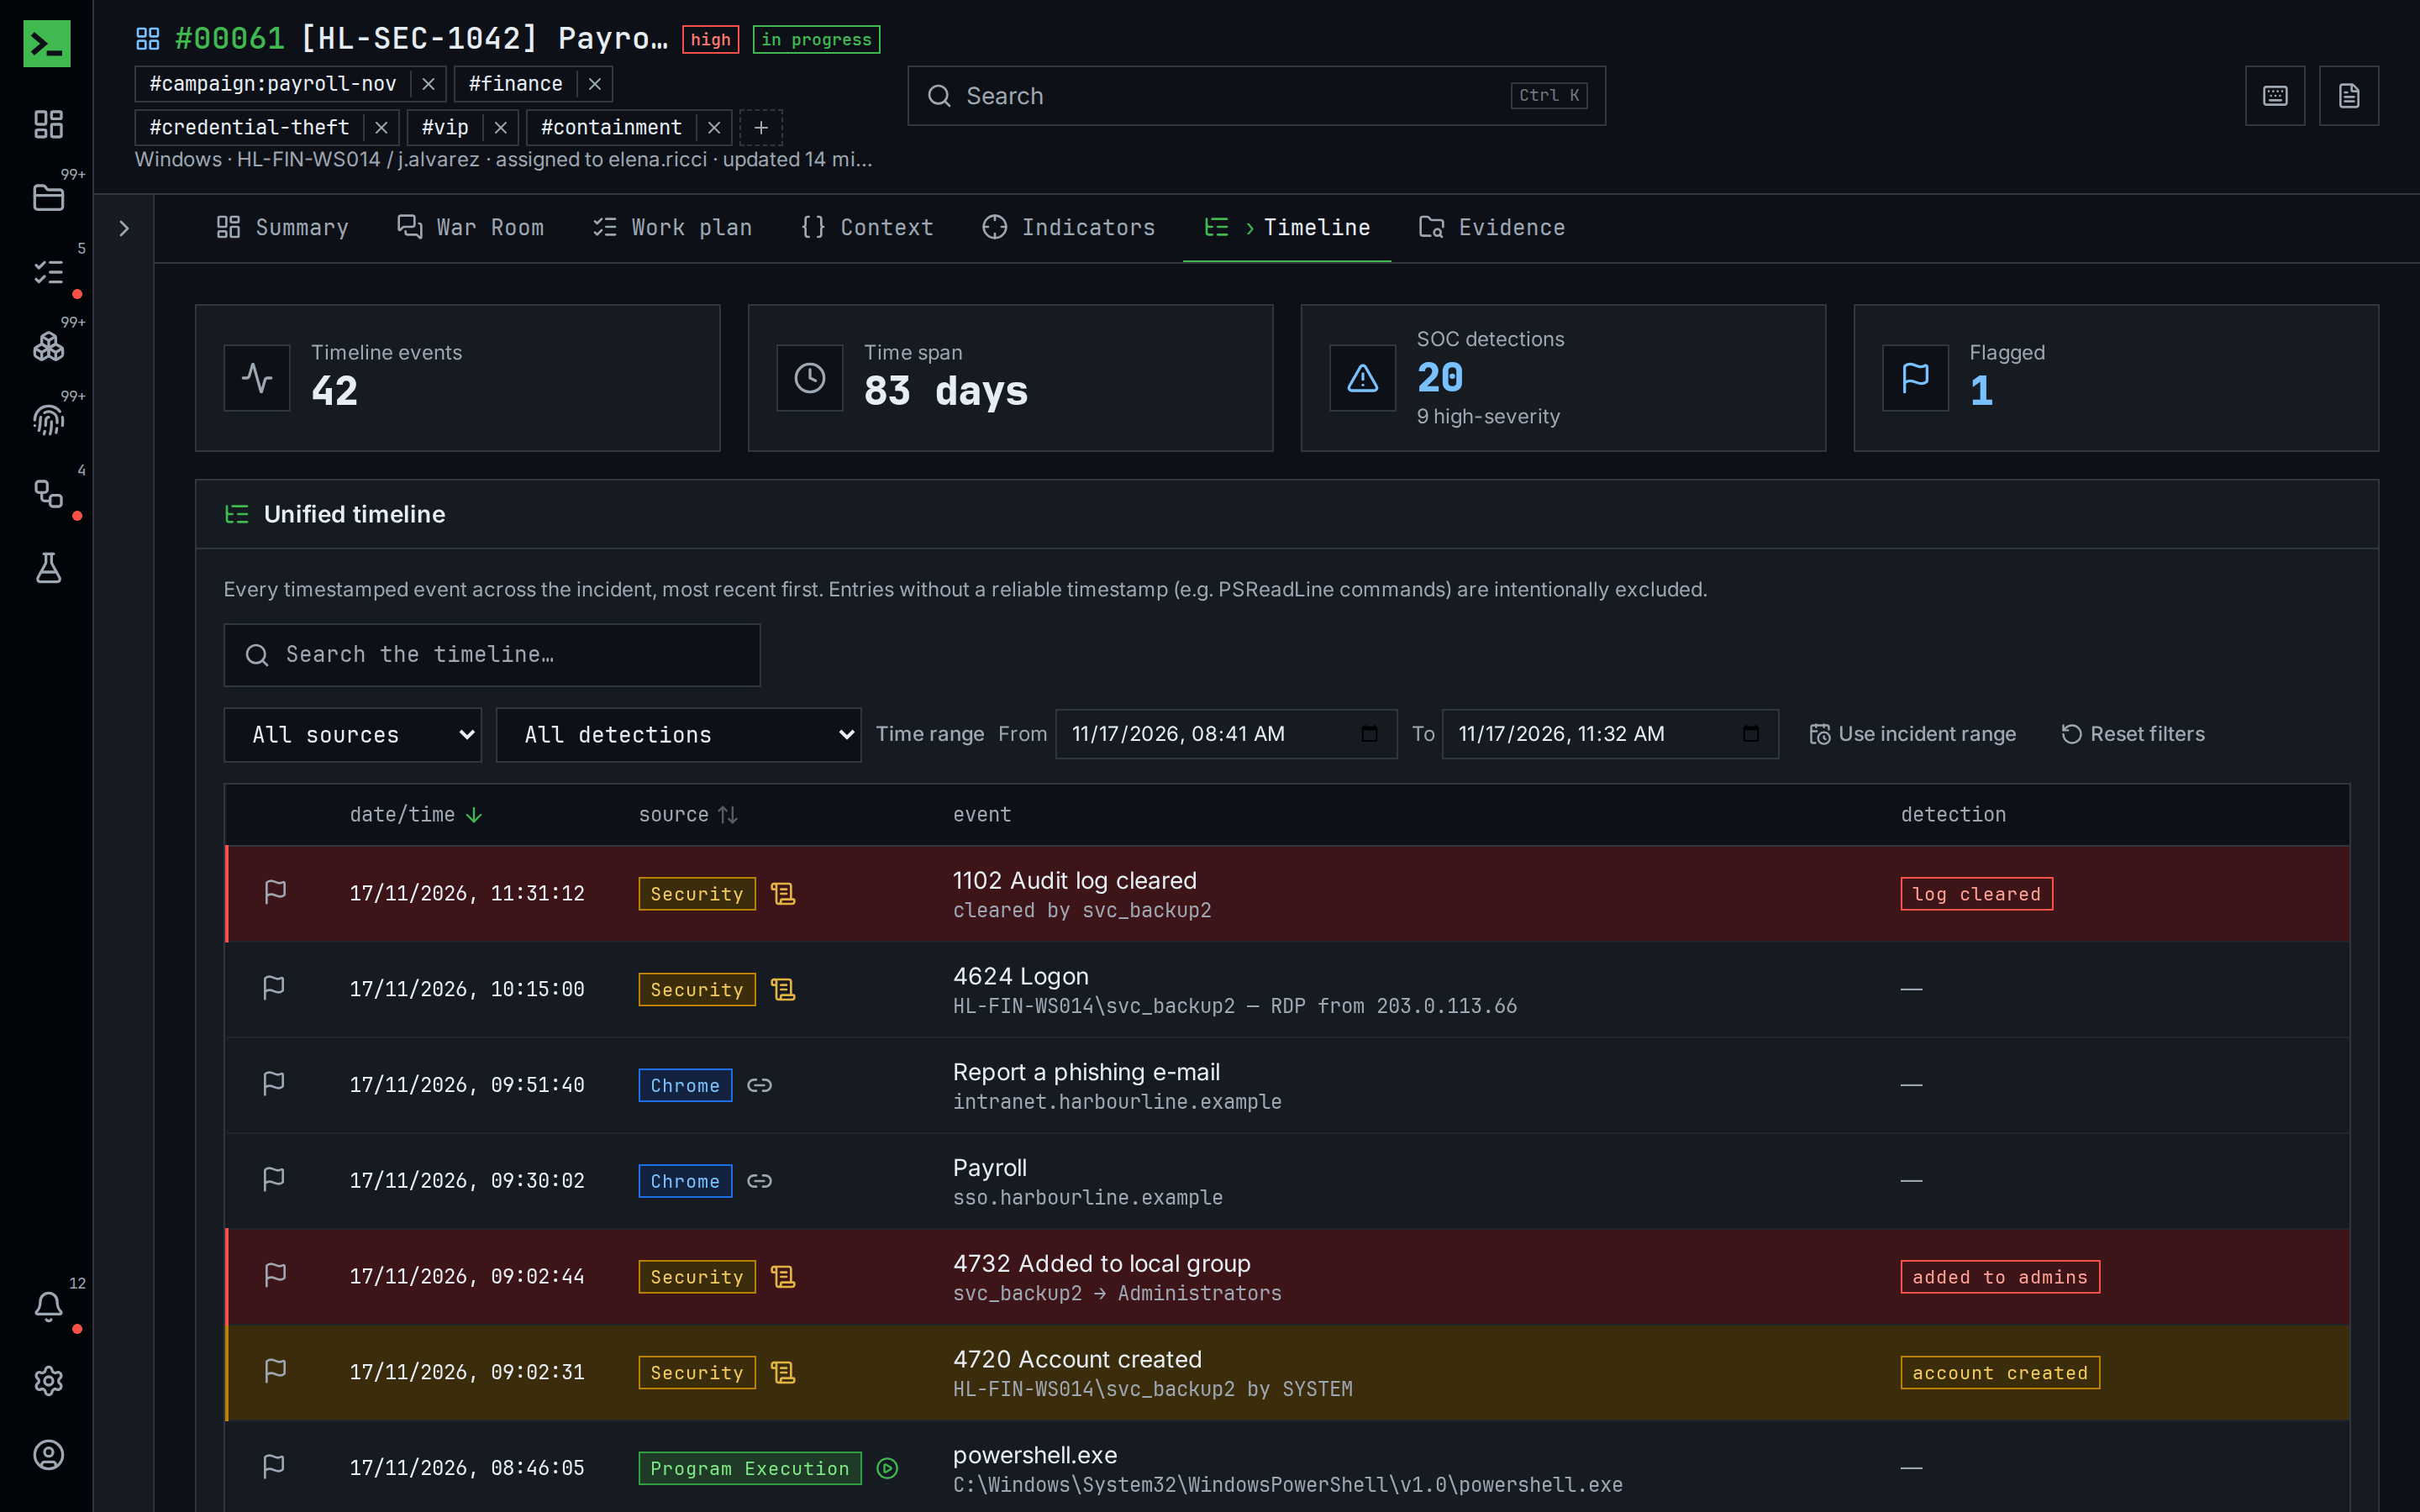 #00061 [HL-SEC-1042] Payro… high in progress
#campaign:payroll-nov #finance
#credential-theft #vip #containment
Windows · HL-FIN-WS014 / j.alvarez · assigned to elena.ricci · updated 14 mi…
Search Ctrl K
99+
5
99+
99+
4
12
Summary War Room Work plan Context Indicators › Timeline Evidence
Timeline events
42
Time span
83 days
SOC detections
20
9 high-severity
Flagged
1
Unified timeline
Every timestamped event across the incident, most recent first. Entries without a reliable timestamp (e.g. PSReadLine commands) are intentionally excluded.
Search the timeline…
All sources All detections Time range From 11/17/2026, 08:41 AM To 11/17/2026, 11:32 AM Use incident range Reset filters
date/time source event detection
17/11/2026, 11:31:12 Security 1102 Audit log cleared log cleared
cleared by svc_backup2
17/11/2026, 10:15:00 Security 4624 Logon —
HL-FIN-WS014\svc_backup2 — RDP from 203.0.113.66
17/11/2026, 09:51:40 Chrome Report a phishing e-mail —
intranet.harbourline.example
17/11/2026, 09:30:02 Chrome Payroll —
sso.harbourline.example
17/11/2026, 09:02:44 Security 4732 Added to local group added to admins
svc_backup2 → Administrators
17/11/2026, 09:02:31 Security 4720 Account created account created
HL-FIN-WS014\svc_backup2 by SYSTEM
17/11/2026, 08:46:05 Program Execution powershell.exe —
C:\Windows\System32\WindowsPowerShell\v1.0\powershell.exe